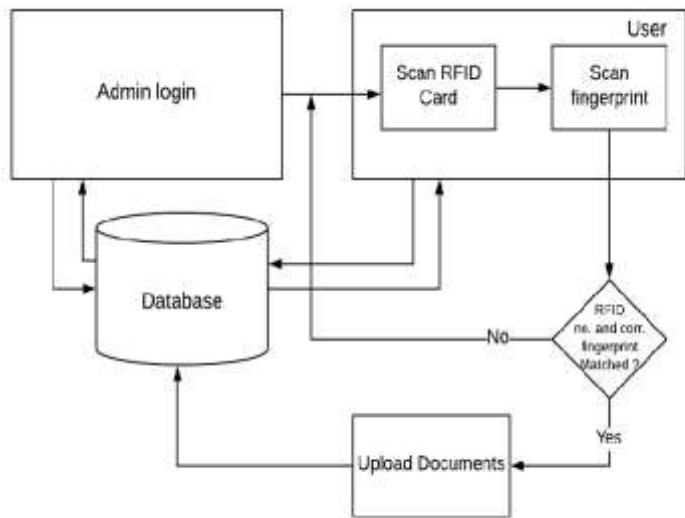 User
Admin login
Scan RFID
Card
Scan
fingerprint
Database
RFID
no. and corr.
fingerprint
Matched ?
No
Yes
Upload Documents